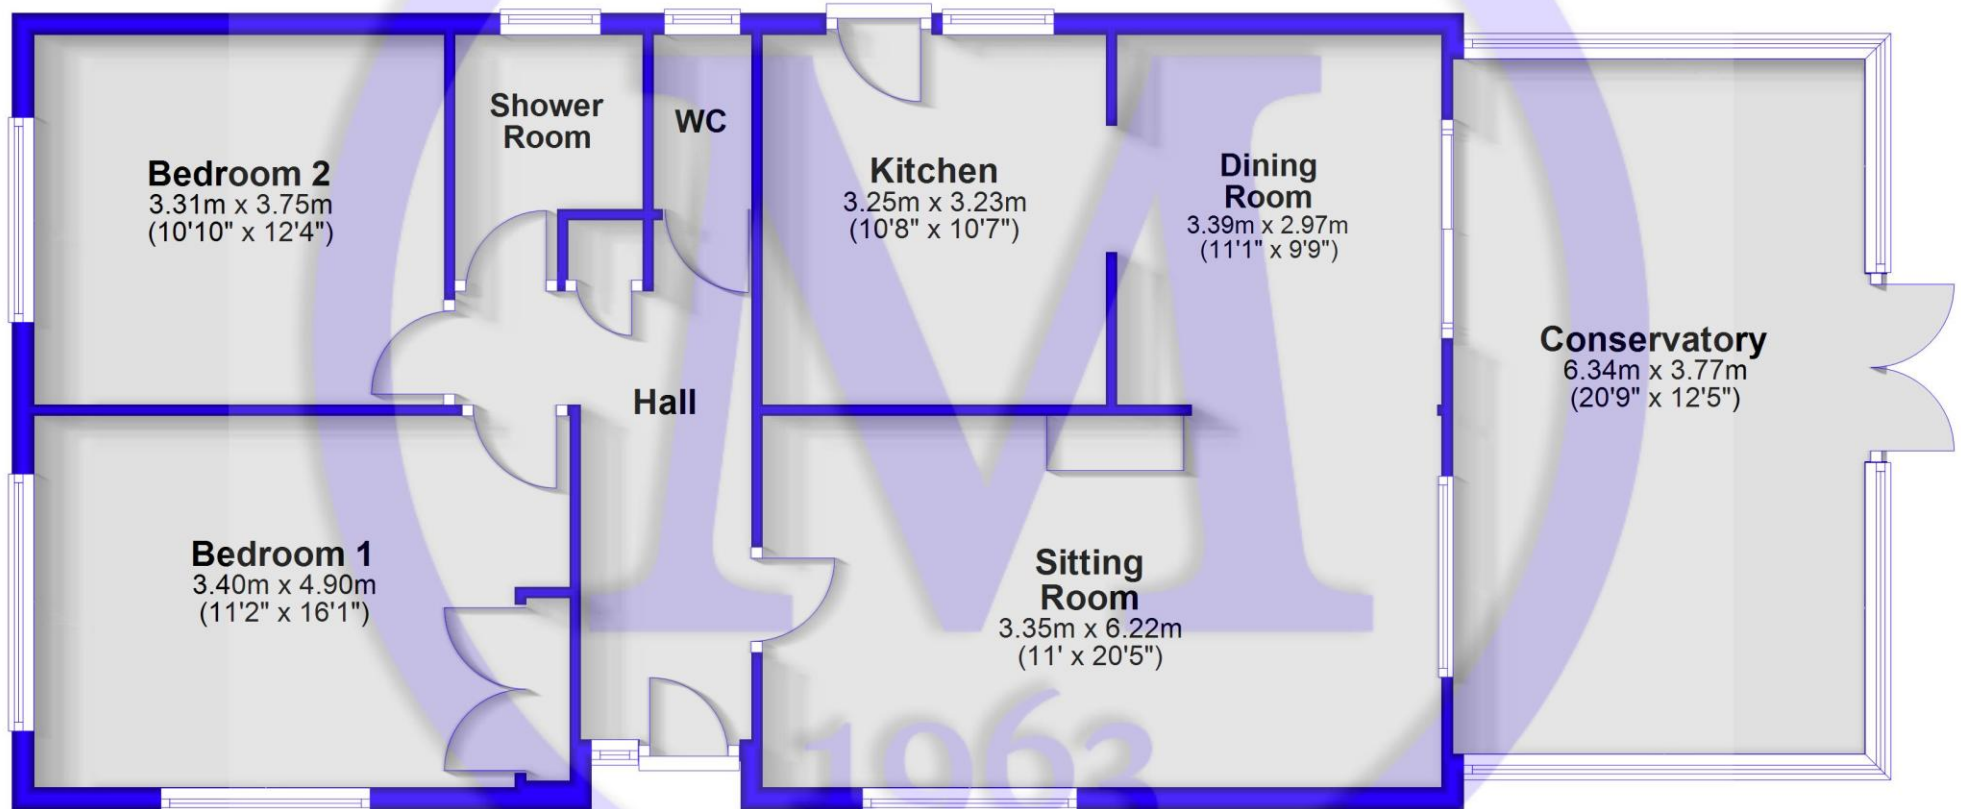 Shower
Room
WC
Bedroom 2
3.31m x 3.75m
(10'10" x 12'4")
Kitchen
3.25m x 3.23m
(10'8" x 10'7")
Dining
Room
3.39m x 2.97m
(11'1" x 9'9")
Conservatory
6.34m x 3.77m
(20'9" x 12'5")
Hall
Bedroom 1
3.40m x 4.90m
(11'2" x 16'1")
Sitting
Room
3.35m x 6.22m
(11' x 20'5")
M
1963